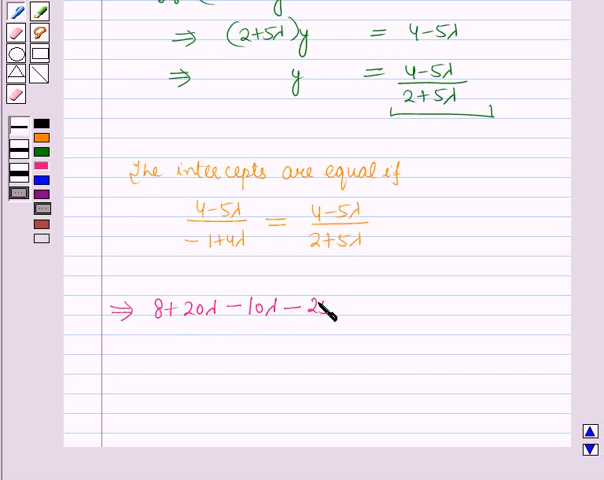 y
⇒ (2+5λ)y = 4−5λ
⇒ y = (4−5λ)/(2+5λ)
The intercepts are equal if
(4−5λ)/(−1+4λ) = (4−5λ)/(2+5λ)
⇒ 8+20λ−10λ−2